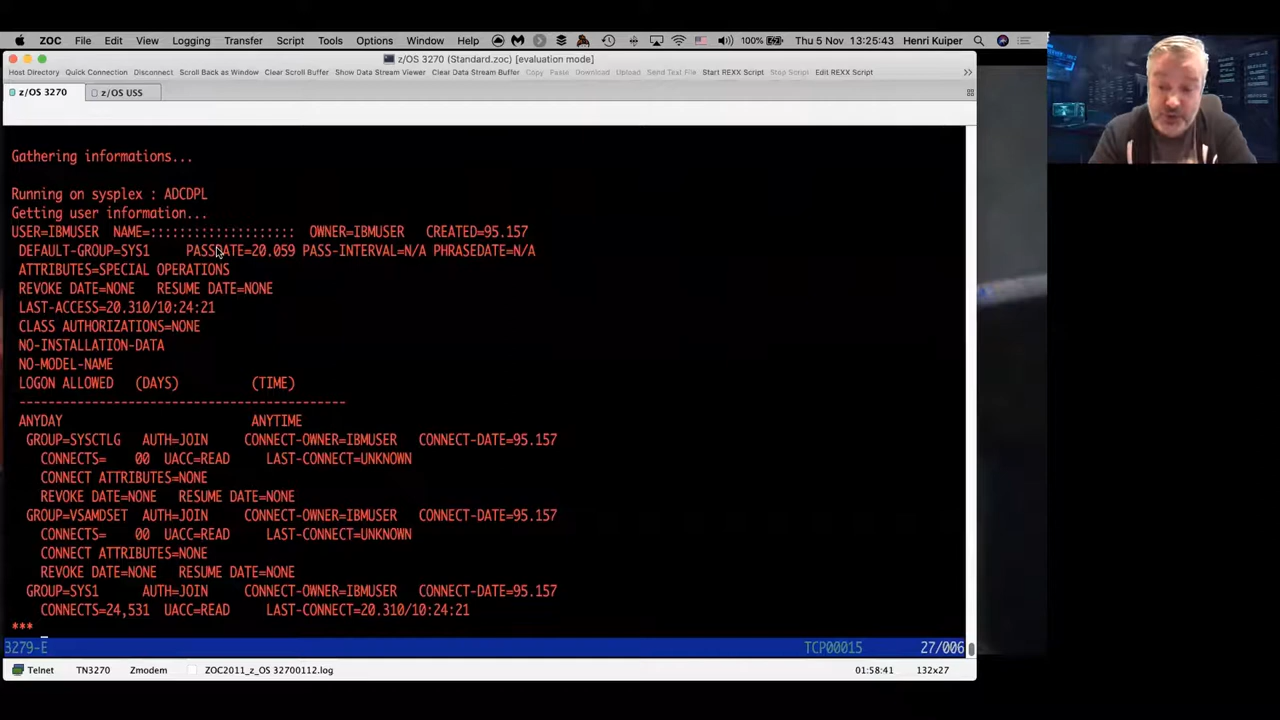 ZOC File Edit View Logging Transfer Script Tools Options Window Help 100% Thu 5 Nov 13:25:43 Henri Kuiper
z/OS 3270 (Standard.zoc) [evaluation mode]
Host Directory Quick Connection Disconnect Scroll Back as Window Clear Scroll Buffer Show Data Stream Viewer Clear Data Stream Buffer Copy Paste Download Upload Send Text File Start REXX Script Stop Script Edit REXX Script »
z/OS 3270 z/OS USS
Gathering informations...
Running on sysplex : ADCDPL
Getting user information...
USER=IBMUSER NAME=:::::::::::::::::::: OWNER=IBMUSER CREATED=95.157
DEFAULT-GROUP=SYS1 PASSDATE=20.059 PASS-INTERVAL=N/A PHRASEDATE=N/A
ATTRIBUTES=SPECIAL OPERATIONS
REVOKE DATE=NONE RESUME DATE=NONE
LAST-ACCESS=20.310/10:24:21
CLASS AUTHORIZATIONS=NONE
NO-INSTALLATION-DATA
NO-MODEL-NAME
LOGON ALLOWED (DAYS) (TIME)
---------------------------------------------
ANYDAY ANYTIME
GROUP=SYSCTLG AUTH=JOIN CONNECT-OWNER=IBMUSER CONNECT-DATE=95.157
CONNECTS= 00 UACC=READ LAST-CONNECT=UNKNOWN
CONNECT ATTRIBUTES=NONE
REVOKE DATE=NONE RESUME DATE=NONE
GROUP=VSAMDSET AUTH=JOIN CONNECT-OWNER=IBMUSER CONNECT-DATE=95.157
CONNECTS= 00 UACC=READ LAST-CONNECT=UNKNOWN
CONNECT ATTRIBUTES=NONE
REVOKE DATE=NONE RESUME DATE=NONE
GROUP=SYS1 AUTH=JOIN CONNECT-OWNER=IBMUSER CONNECT-DATE=95.157
CONNECTS=24,531 UACC=READ LAST-CONNECT=20.310/10:24:21
***
3279-E TCP00015 27/006
Telnet TN3270 Zmodem ZOC2011_z_OS 32700112.log 01:58:41 132x27